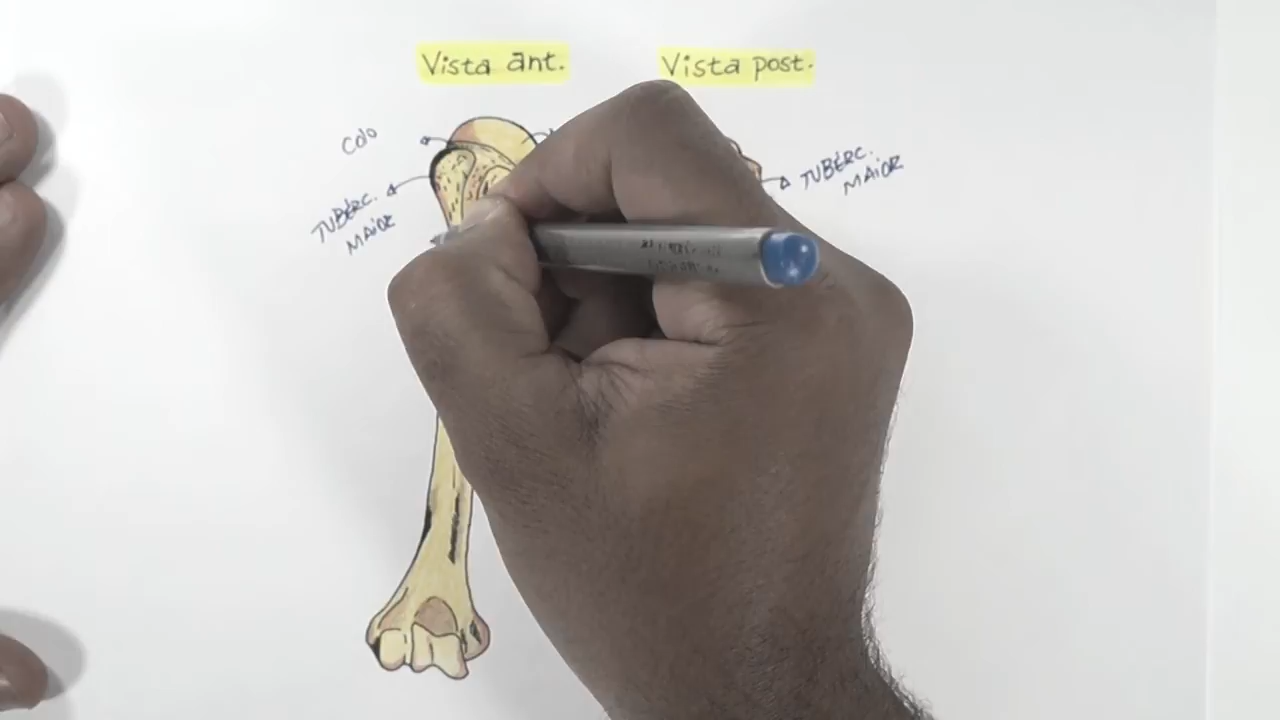 Vista ant.
Vista post.
Colo
TUBÉRC.
MAIOR
TUBÉRC.
MAIOR